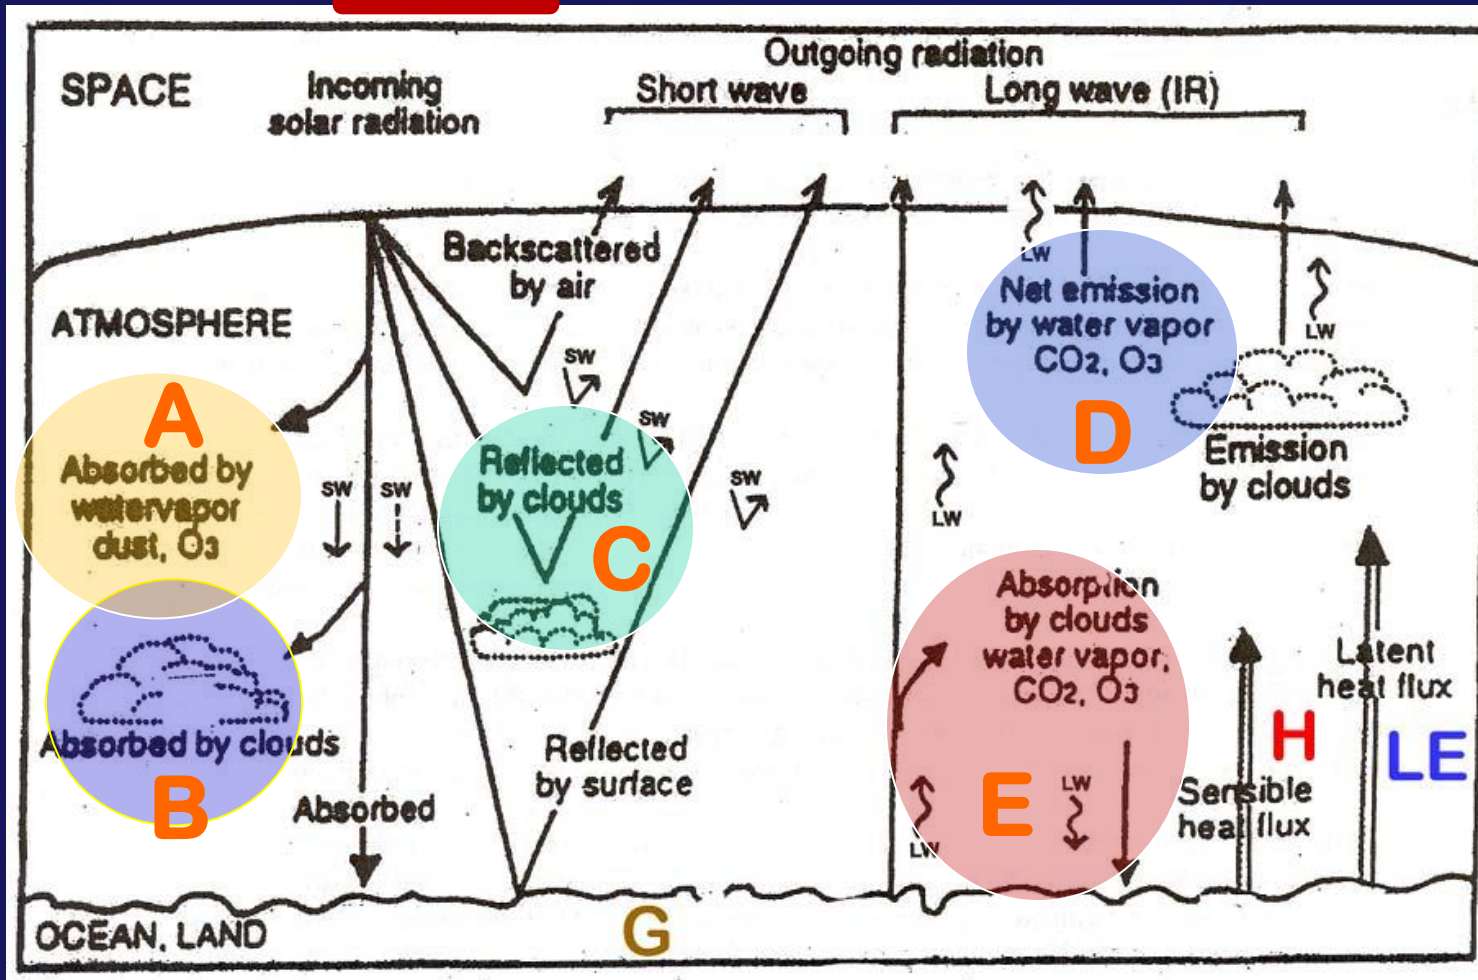 Outgoing radiation
SPACE
Incoming
solar radiation
Short wave
Long wave (IR)
Backscattered
by air
LW
Net emission
by water vapor
CO2, O3
D
LW
ATMOSPHERE
SW
SW
SW
A
Absorbed by
watervapor
dust, O3
SW
SW
Reflected
by clouds
C
LW
Emission
by clouds
Absorbed by clouds
B
Absorbed
Reflected
by surface
Absorption
by clouds
water vapor,
CO2, O3
E
LW
LW
Latent
heat flux
H
LE
Sensible
heat flux
OCEAN, LAND
G